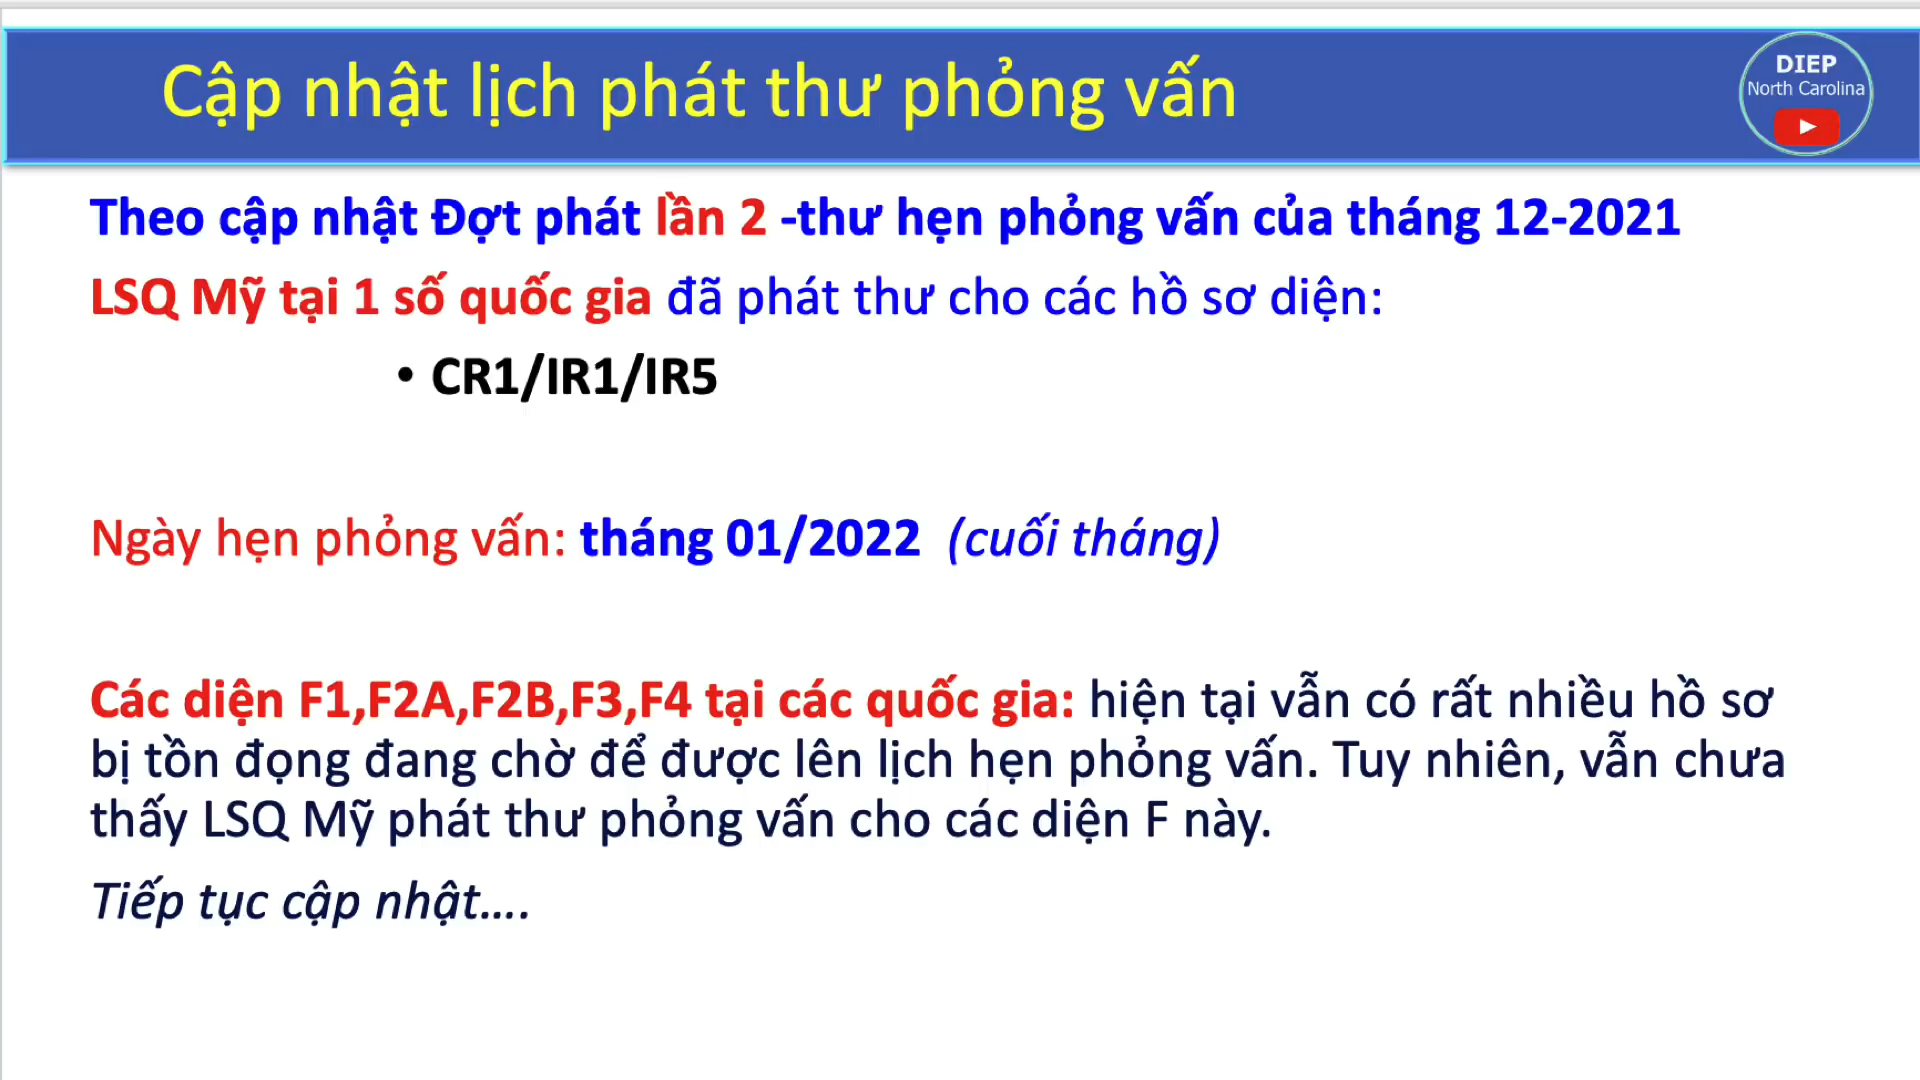 Cập nhật lịch phát thư phỏng vấn
DIEP
North Carolina
Theo cập nhật Đợt phát lần 2 -thư hẹn phỏng vấn của tháng 12-2021
LSQ Mỹ tại 1 số quốc gia đã phát thư cho các hồ sơ diện:
• CR1/IR1/IR5
Ngày hẹn phỏng vấn: tháng 01/2022 (cuối tháng)
Các diện F1,F2A,F2B,F3,F4 tại các quốc gia: hiện tại vẫn có rất nhiều hồ sơ
bị tồn đọng đang chờ để được lên lịch hẹn phỏng vấn. Tuy nhiên, vẫn chưa
thấy LSQ Mỹ phát thư phỏng vấn cho các diện F này.
Tiếp tục cập nhật....